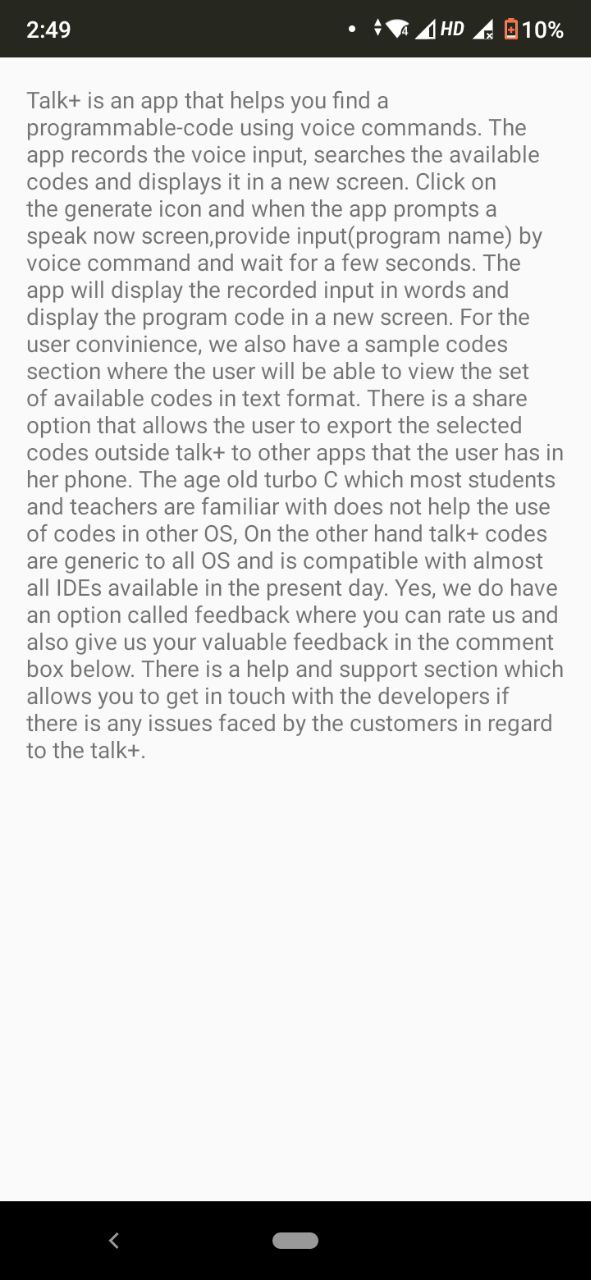 2:49
4 HD 10%
Talk+ is an app that helps you find a
programmable-code using voice commands. The
app records the voice input, searches the available
codes and displays it in a new screen. Click on
the generate icon and when the app prompts a
speak now screen,provide input(program name) by
voice command and wait for a few seconds. The
app will display the recorded input in words and
display the program code in a new screen. For the
user convinience, we also have a sample codes
section where the user will be able to view the set
of available codes in text format. There is a share
option that allows the user to export the selected
codes outside talk+ to other apps that the user has in
her phone. The age old turbo C which most students
and teachers are familiar with does not help the use
of codes in other OS, On the other hand talk+ codes
are generic to all OS and is compatible with almost
all IDEs available in the present day. Yes, we do have
an option called feedback where you can rate us and
also give us your valuable feedback in the comment
box below. There is a help and support section which
allows you to get in touch with the developers if
there is any issues faced by the customers in regard
to the talk+.